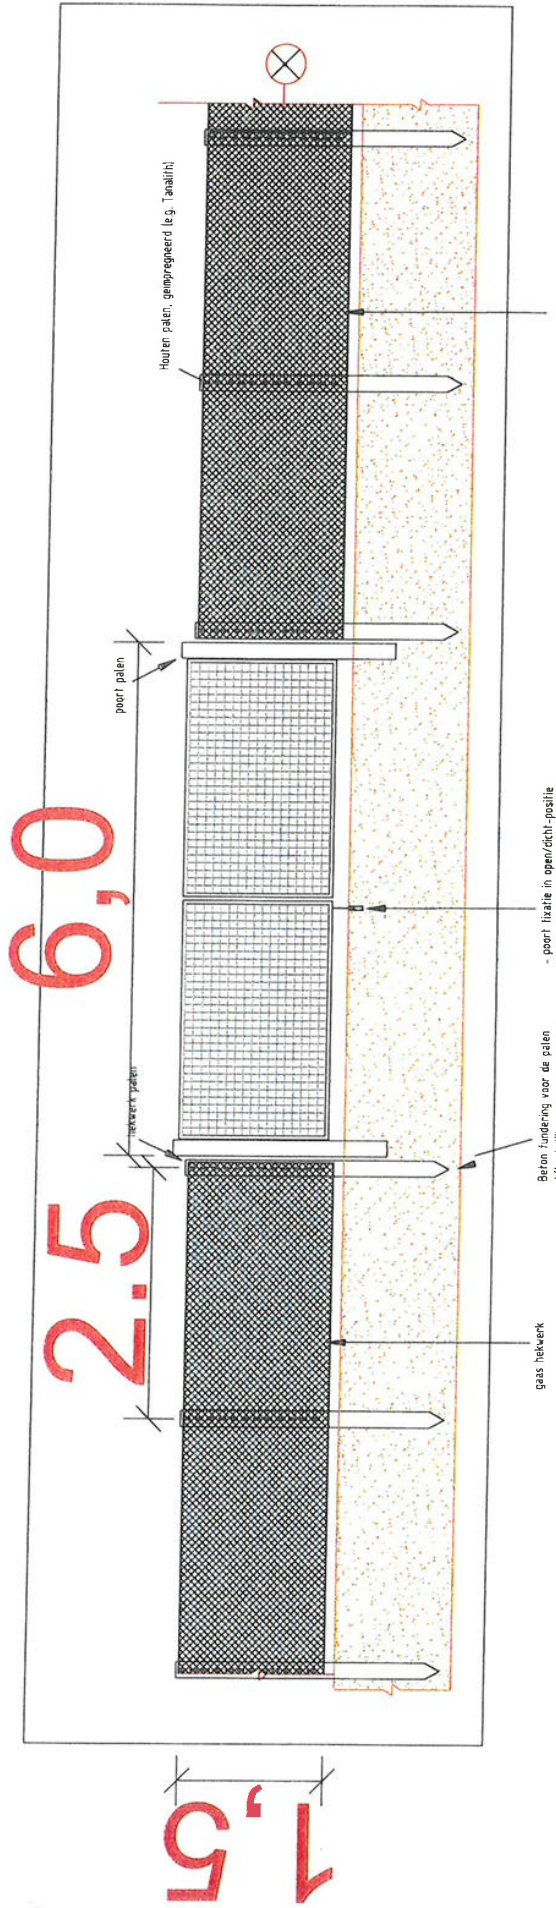 Houten palen, geimpregneerd (e.g. Tanalith)
poort palen
6,0
hekwerk palen
2.5
1,5
- poort fixatie in open/dicht-positie
Beton fundering voor de palen
gaas hekwerk